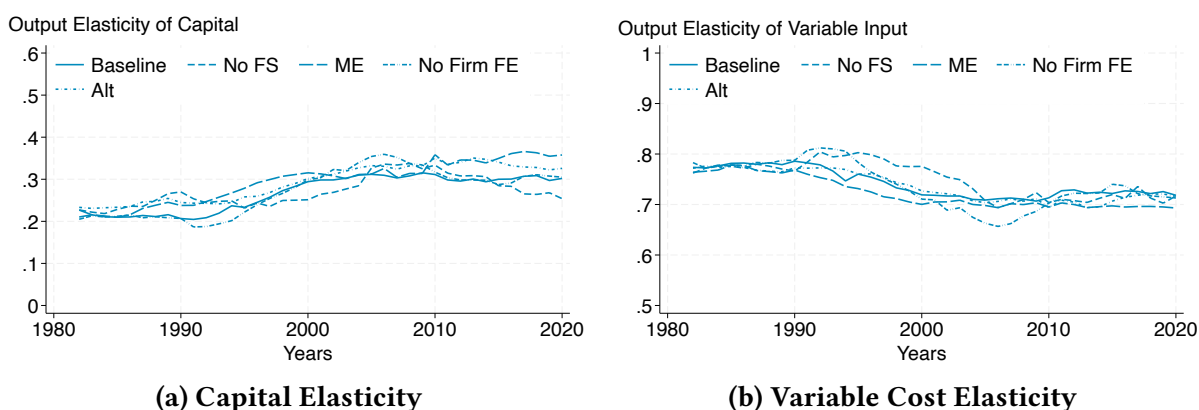 Output Elasticity of Capital
.6
Baseline No FS ME No Firm FE
.5
Alt
.4
.3
.2
.1
0
1980 1990 2000 2010 2020
Years
(a) Capital Elasticity
Output Elasticity of Variable Input
1
Baseline No FS ME No Firm FE
.9
Alt
.8
.7
.6
.5
1980 1990 2000 2010 2020
Years
(b) Variable Cost Elasticity